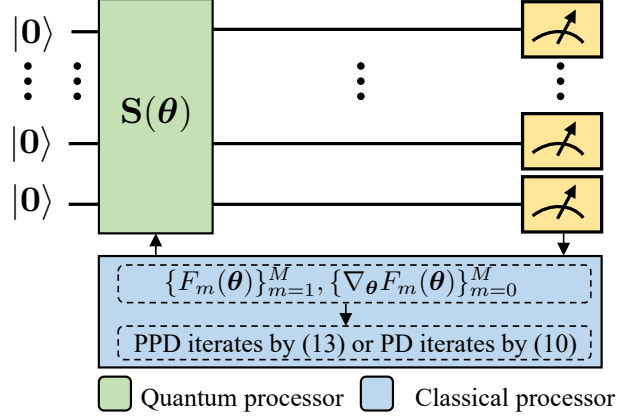 |0⟩
|0⟩
|0⟩
S(θ)
{F_m(θ)}_{m=1}^{M}, {∇_θ F_m(θ)}_{m=0}^{M}
PPD iterates by (13) or PD iterates by (10)
Quantum processor
Classical processor